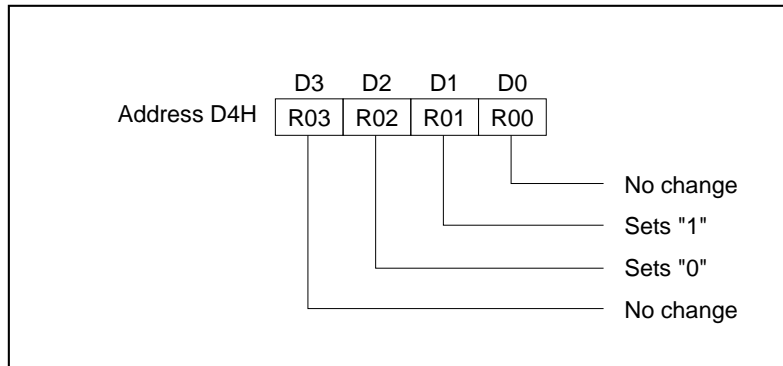 D3 D2 D1 D0
Address D4H R03 R02 R01 R00
No change
Sets "1"
Sets "0"
No change